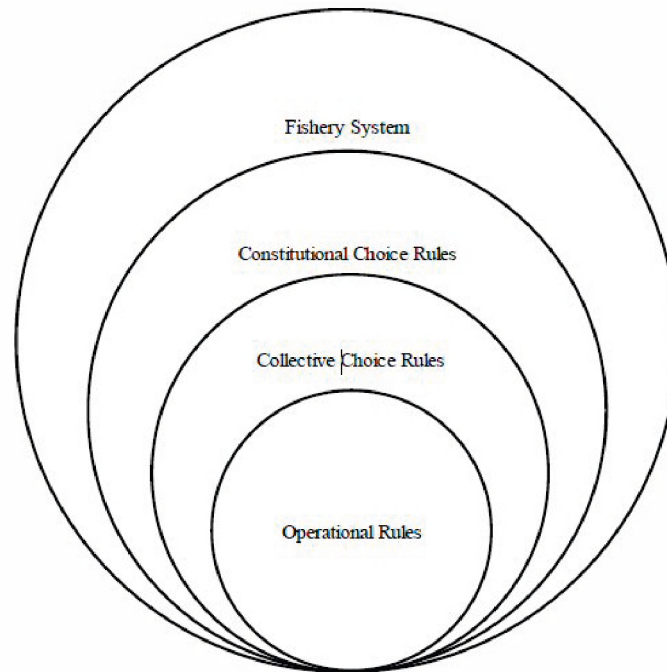 Fishery System
Constitutional Choice Rules
Collective Choice Rules
Operational Rules